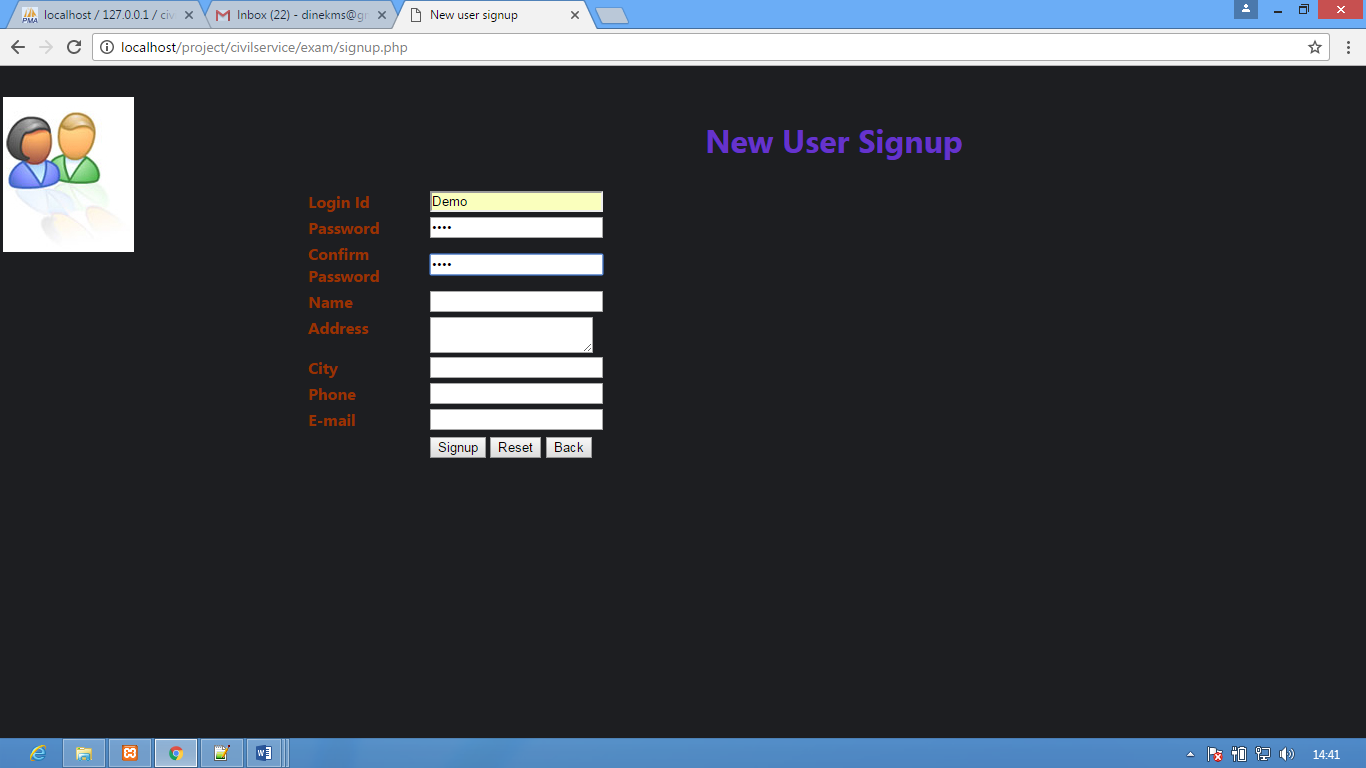 localhost / 127.0.0.1 / civ
Inbox (22) - dinekms@gm
New user signup
localhost/project/civilservice/exam/signup.php
New User Signup
Login Id Demo
Password ••••
Confirm
Password ••••
Name
Address
City
Phone
E-mail
Signup Reset Back
14:41